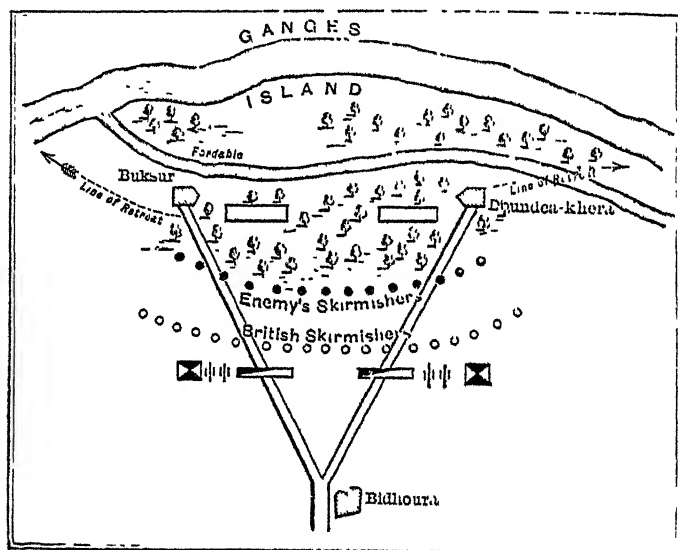 GANGES
ISLAND
Fordable
Buksur
Line of Retreat
Line of Retreat
Dhundea-khera
Enemy's Skirmishers
British Skirmishers
Bidhoura